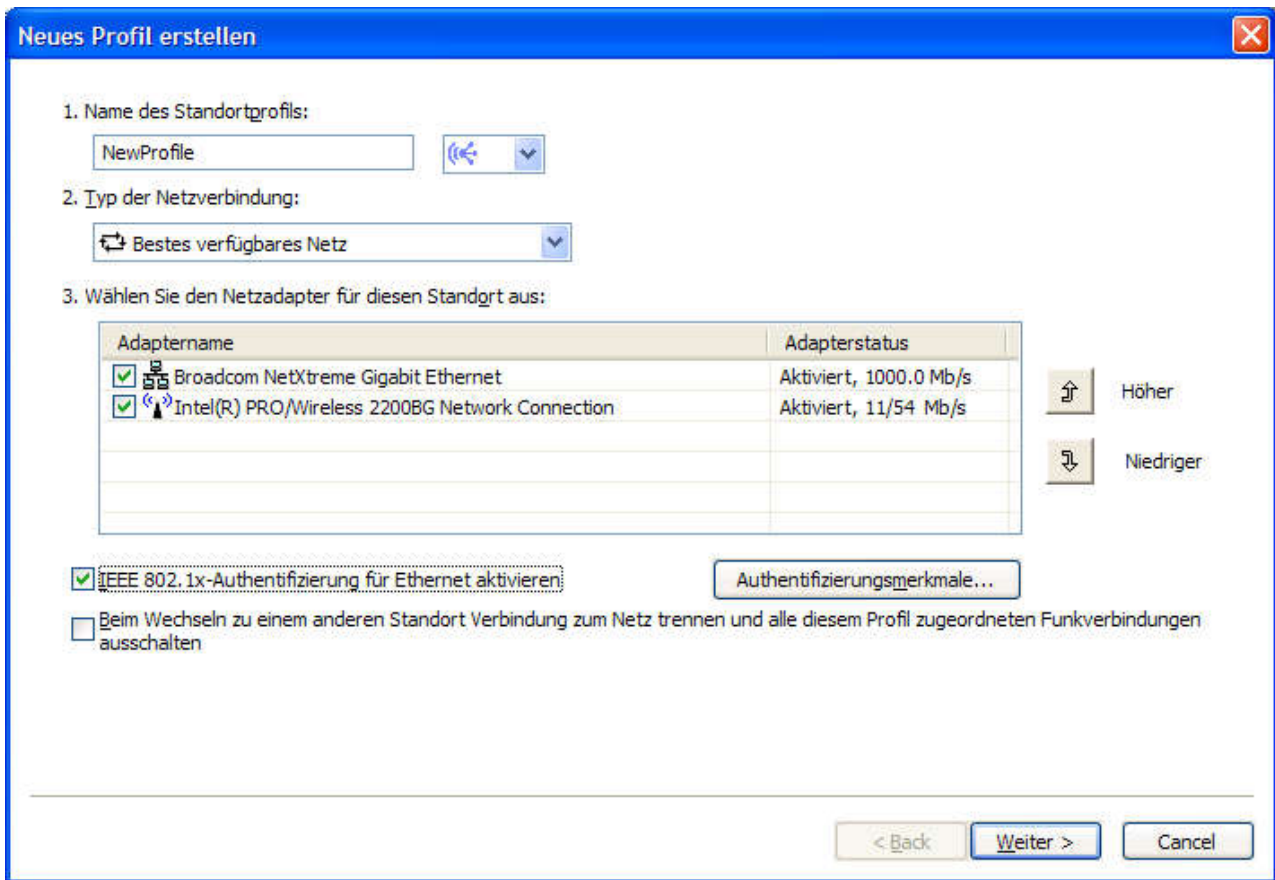 Neues Profil erstellen
1. Name des Standortprofils:
NewProfile
2. Typ der Netzverbindung:
Bestes verfügbares Netz
3. Wählen Sie den Netzadapter für diesen Standort aus:
Adaptername Adapterstatus
Broadcom NetXtreme Gigabit Ethernet Aktiviert, 1000.0 Mb/s
Intel(R) PRO/Wireless 2200BG Network Connection Aktiviert, 11/54 Mb/s
Höher
Niedriger
IEEE 802.1x-Authentifizierung für Ethernet aktivieren Authentifizierungsmerkmale...
Beim Wechseln zu einem anderen Standort Verbindung zum Netz trennen und alle diesem Profil zugeordneten Funkverbindungen
ausschalten
< Back Weiter > Cancel